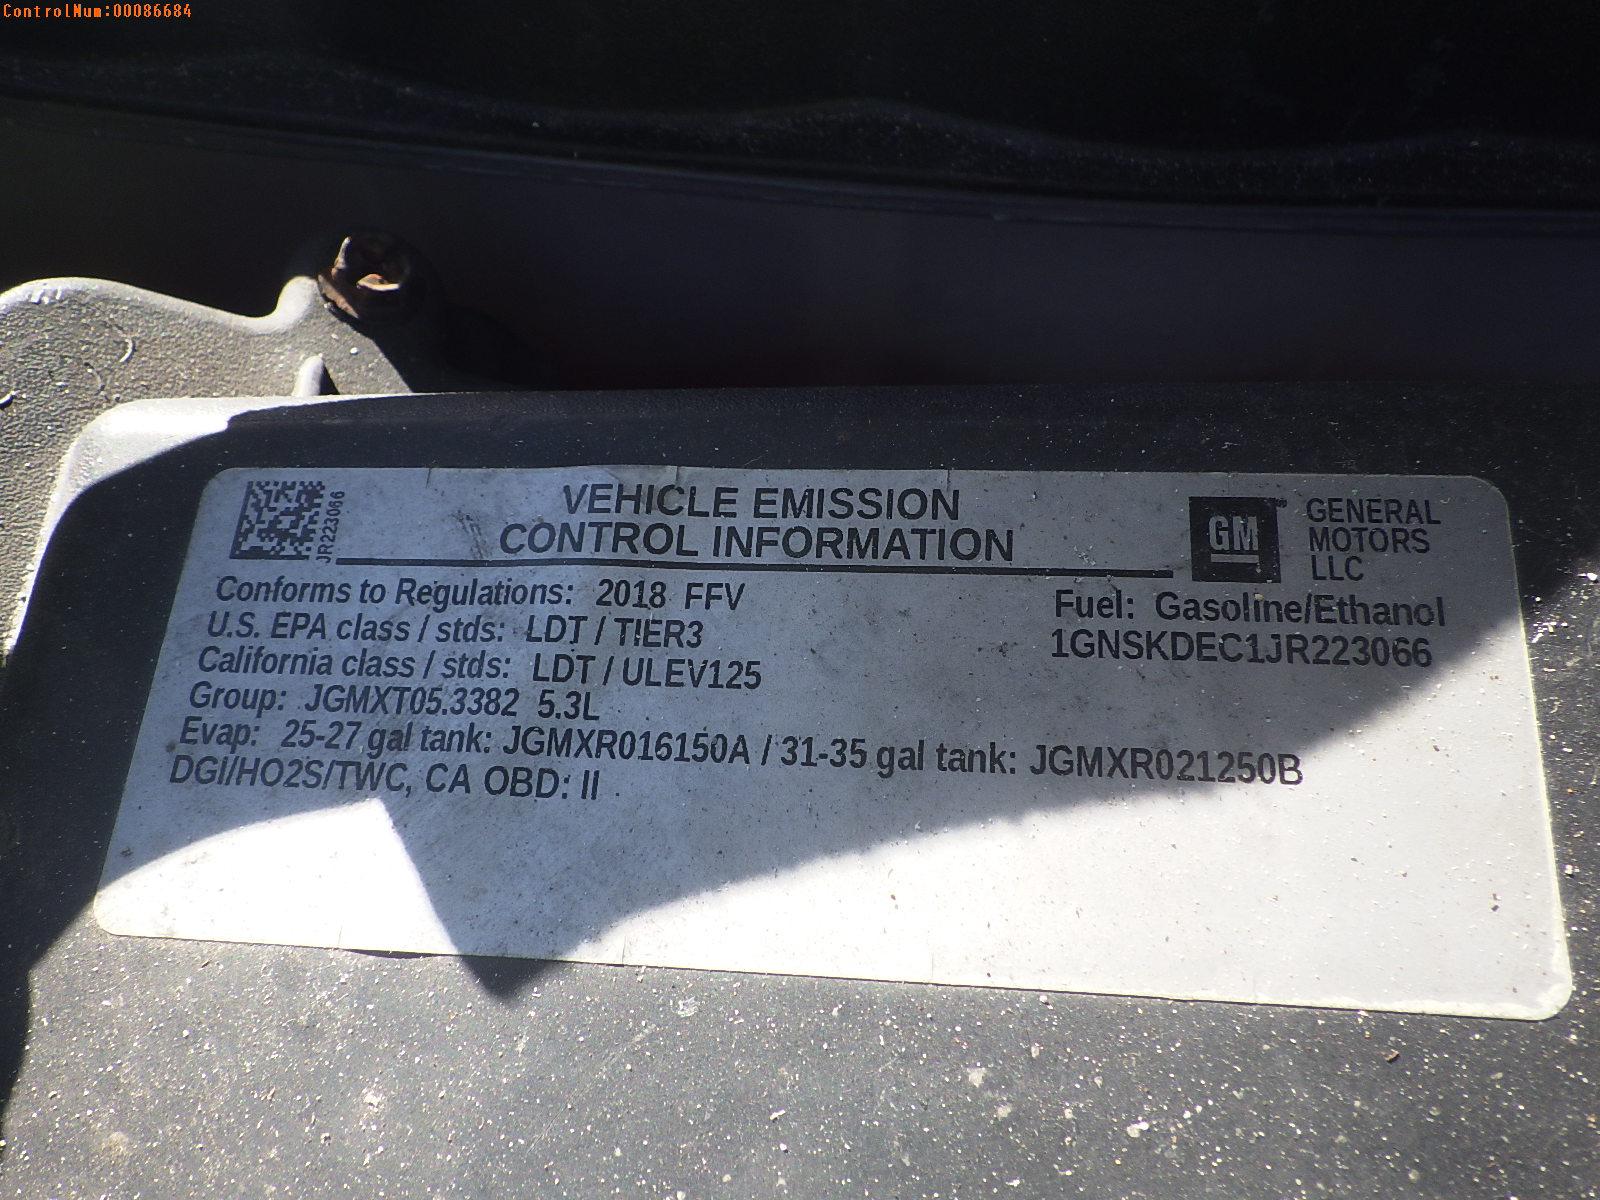 ControlNum:00086684
JR223066
VEHICLE EMISSION
CONTROL INFORMATION
GM
GENERAL
MOTORS
LLC
Conforms to Regulations: 2018 FFV
U.S. EPA class / stds: LDT / TIER3
California class / stds: LDT / ULEV125
Group: JGMXT05.3382 5.3L
Evap: 25-27 gal tank: JGMXR016150A / 31-35 gal tank: JGMXR021250B
DGI/HO2S/TWC, CA OBD: II
Fuel: Gasoline/Ethanol
1GNSKDEC1JR223066